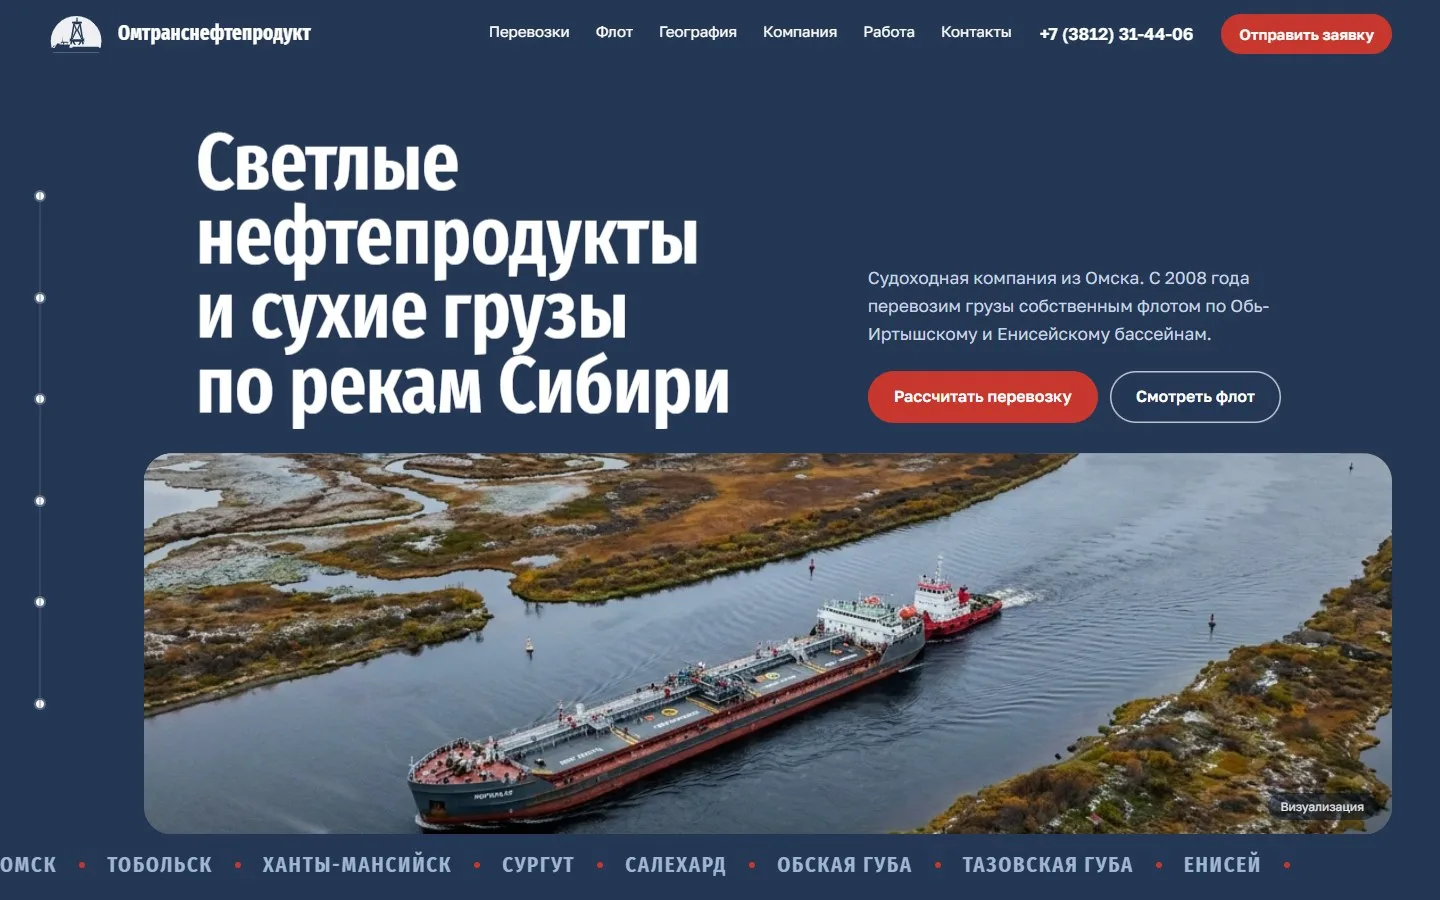 Омтранснефтепродукт
Перевозки Флот География Компания Работа Контакты +7 (3812) 31-44-06 Отправить заявку
Светлые
нефтепродукты
и сухие грузы
по рекам Сибири
Судоходная компания из Омска. С 2008 года
перевозим грузы собственным флотом по Обь-
Иртышскому и Енисейскому бассейнам.
Рассчитать перевозку Смотреть флот
Визуализация
ОМСК • ТОБОЛЬСК • ХАНТЫ-МАНСИЙСК • СУРГУТ • САЛЕХАРД • ОБСКАЯ ГУБА • ТАЗОВСКАЯ ГУБА • ЕНИСЕЙ •